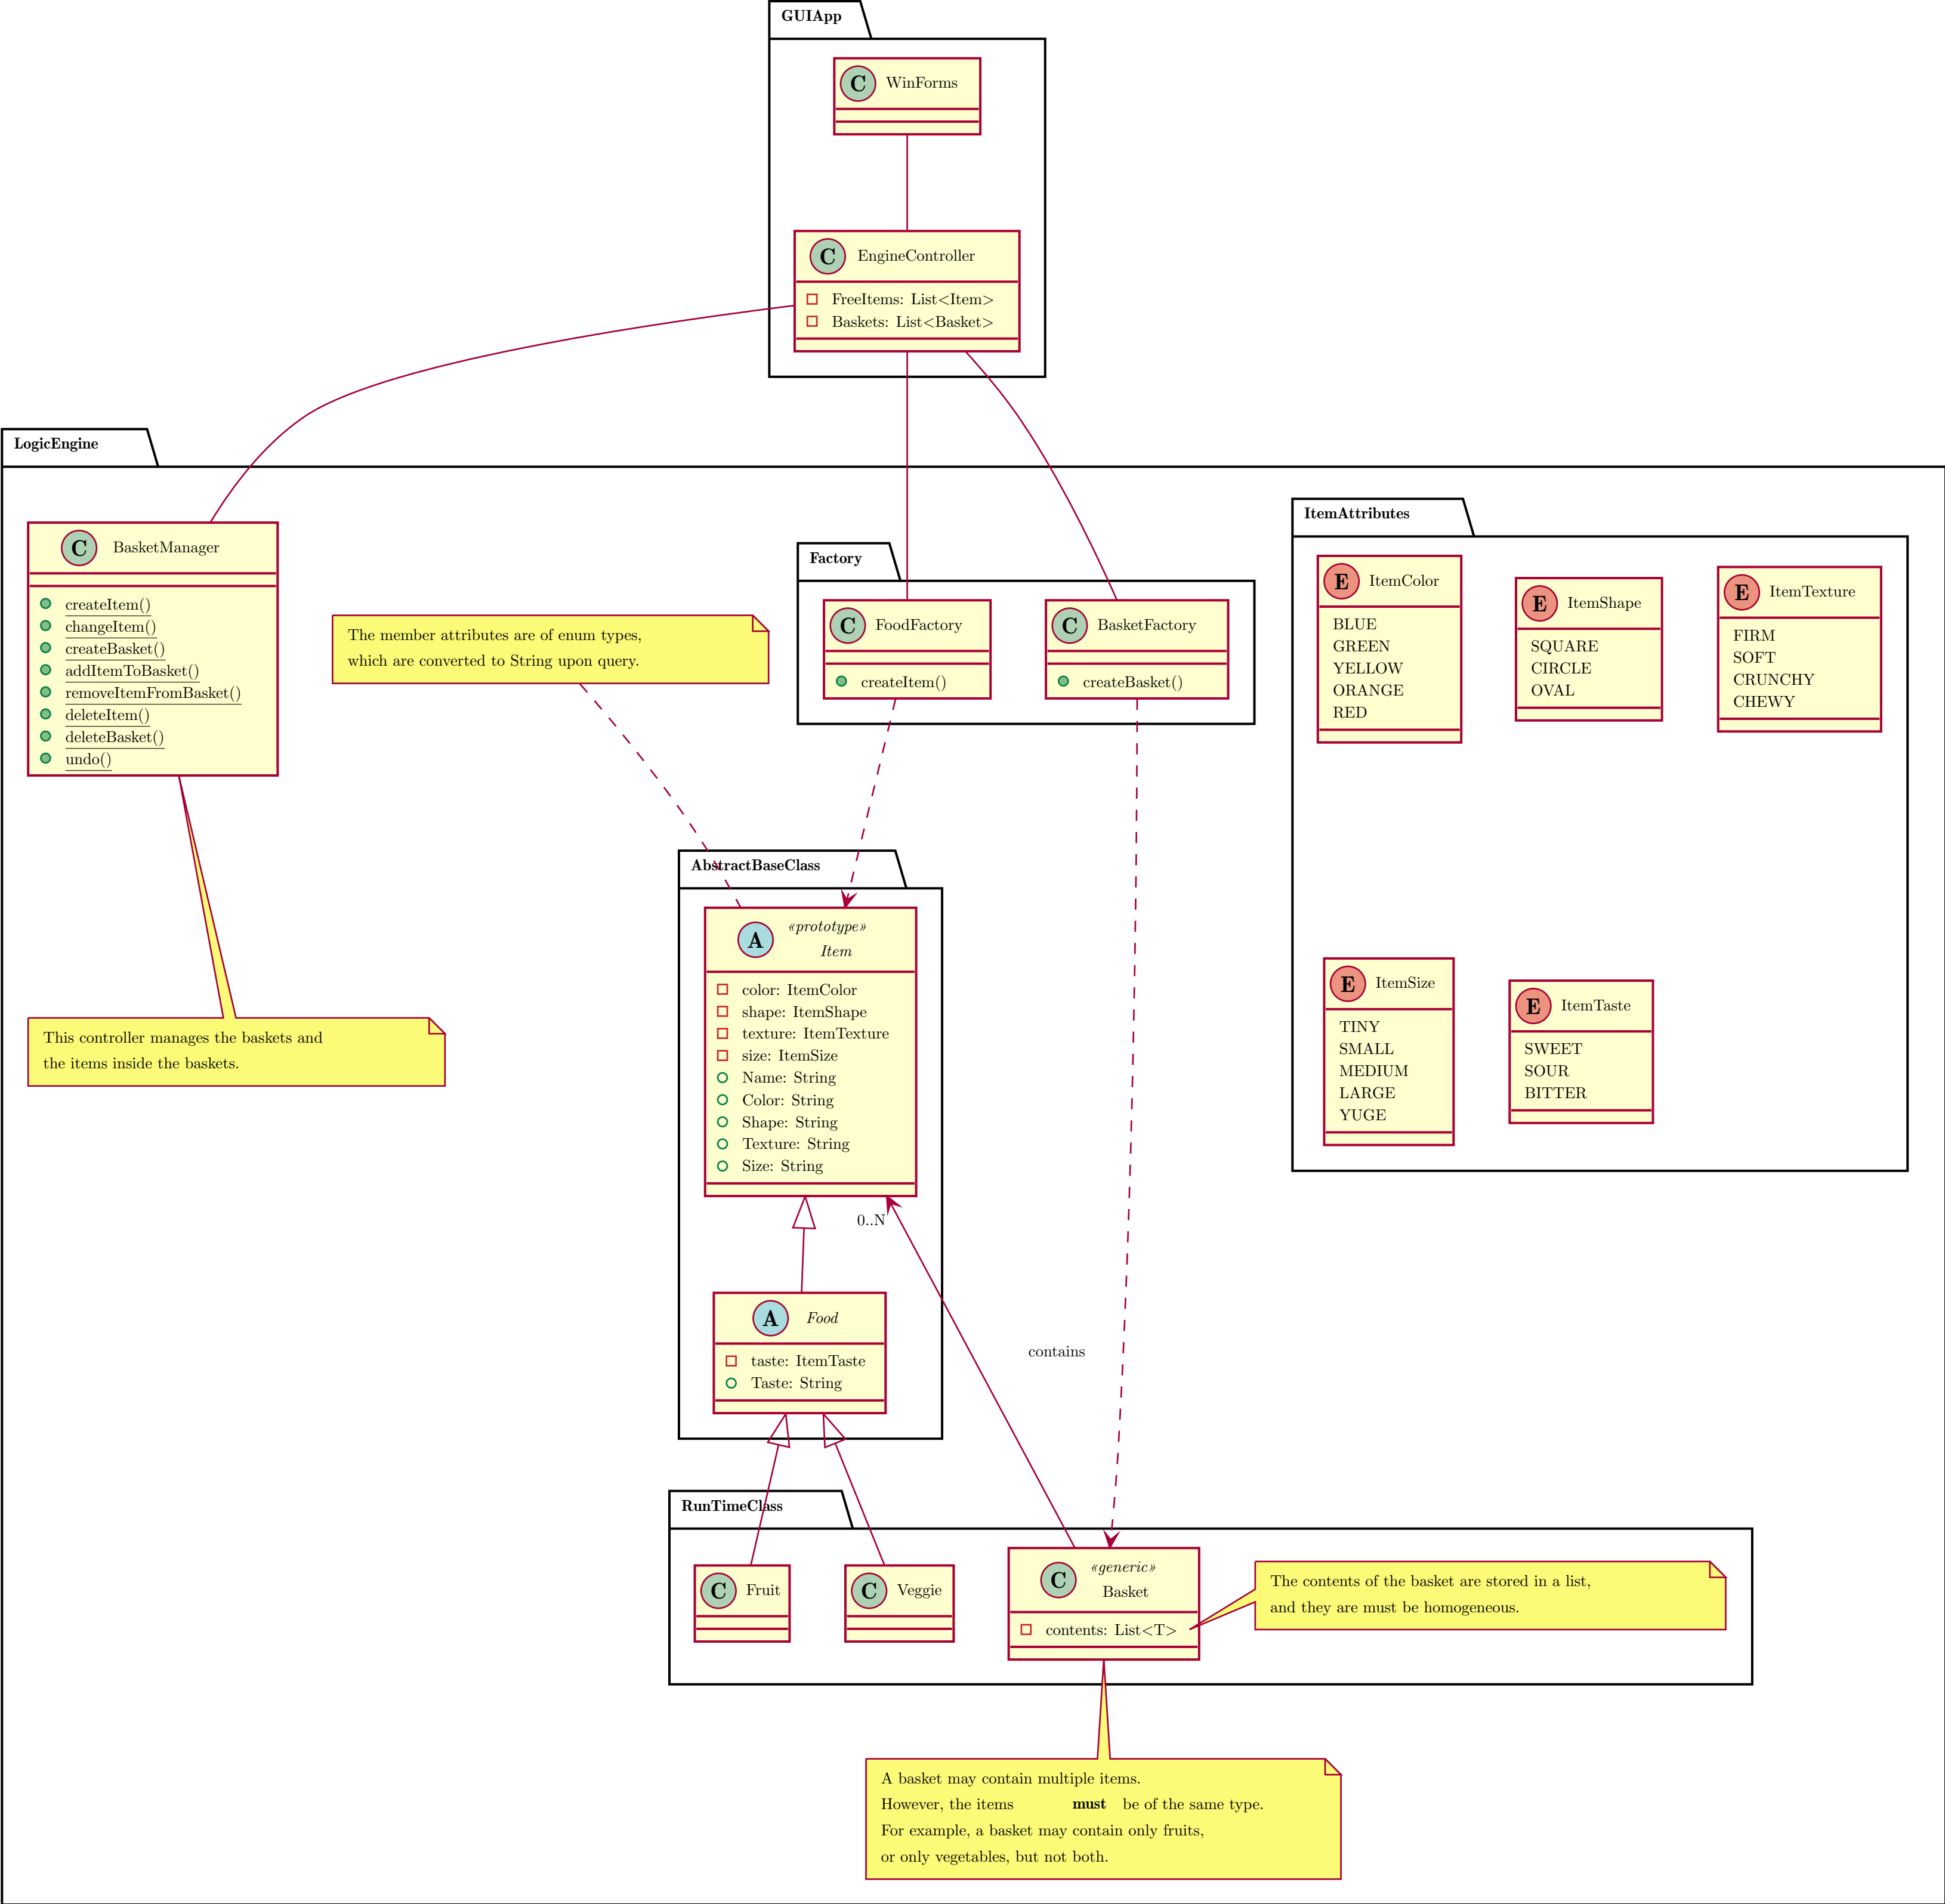 GUIApp
C WinForms
C EngineController
FreeItems: List<Item>
Baskets: List<Basket>
LogicEngine
C BasketManager
createItem()
changeItem()
createBasket()
addItemToBasket()
removeItemFromBasket()
deleteItem()
deleteBasket()
undo()
The member attributes are of enum types,
which are converted to String upon query.
Factory
C FoodFactory
createItem()
C BasketFactory
createBasket()
ItemAttributes
E ItemColor
BLUE
GREEN
YELLOW
ORANGE
RED
E ItemShape
SQUARE
CIRCLE
OVAL
E ItemTexture
FIRM
SOFT
CRUNCHY
CHEWY
E ItemSize
TINY
SMALL
MEDIUM
LARGE
YUGE
E ItemTaste
SWEET
SOUR
BITTER
This controller manages the baskets and
the items inside the baskets.
AbstractBaseClass
A «prototype»
Item
color: ItemColor
shape: ItemShape
texture: ItemTexture
size: ItemSize
Name: String
Color: String
Shape: String
Texture: String
Size: String
0..N
A Food
taste: ItemTaste
Taste: String
contains
RunTimeClass
C Fruit
C Veggie
C «generic»
Basket
contents: List<T>
The contents of the basket are stored in a list,
and they are must be homogeneous.
A basket may contain multiple items.
However, the items must be of the same type.
For example, a basket may contain only fruits,
or only vegetables, but not both.